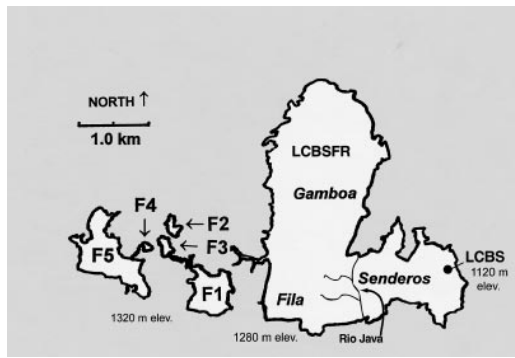 NORTH ↑
1.0 km
LCBSFR
Gamboa
F4
F2
F3
F5
F1
LCBS
1120 m
elev.
Senderos
Fila
1320 m elev.
1280 m elev.
Rio Java